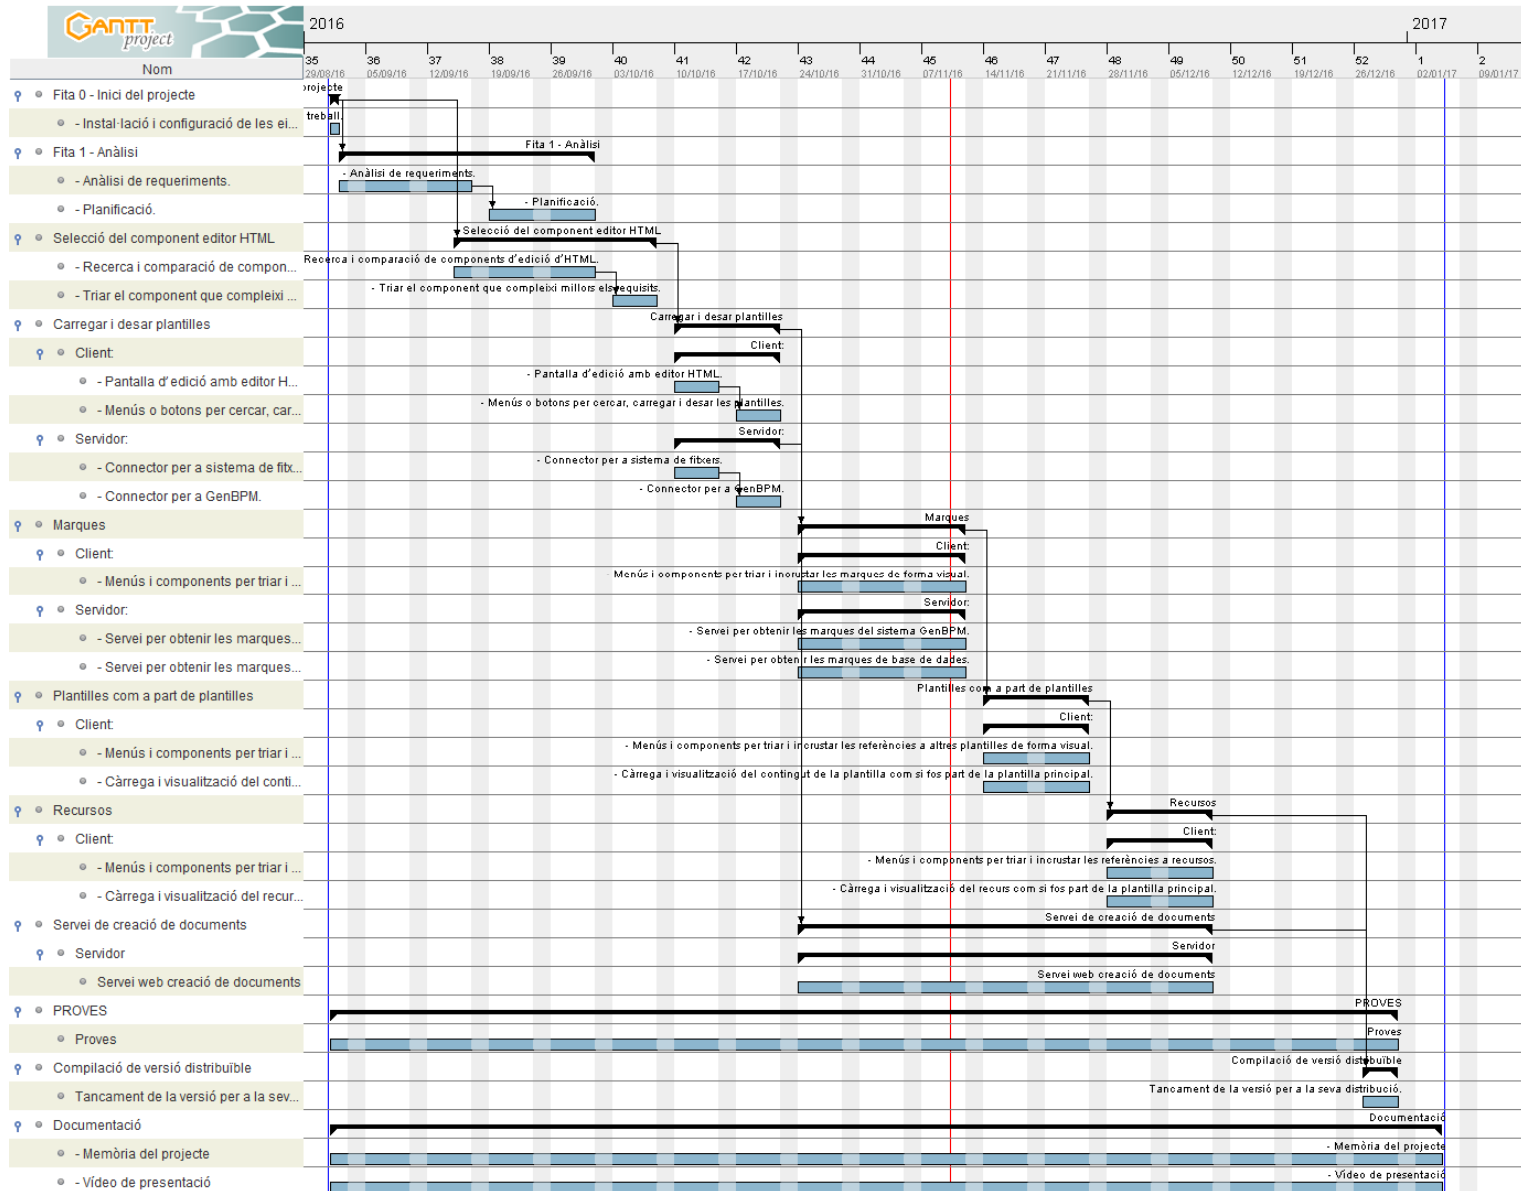 GANTT
project
2016
2017
35 36 37 38 39 40 41 42 43 44 45 46 47 48 49 50 51 52 1 2
29/08/16 05/09/16 12/09/16 19/09/16 26/09/16 03/10/16 10/10/16 17/10/16 24/10/16 31/10/16 07/11/16 14/11/16 21/11/16 28/11/16 05/12/16 12/12/16 19/12/16 26/12/16 02/01/17 09/01/17
Nom
Fita 0 - Inici del projecte
projecte
- Instal·lació i configuració de les ei...
treball.
Fita 1 - Anàlisi
Fita 1 - Anàlisi
- Anàlisi de requeriments.
- Anàlisi de requeriments.
- Planificació.
- Planificació.
Selecció del component editor HTML
Selecció del component editor HTML
- Recerca i comparació de compon...
Recerca i comparació de components d'edició d'HTML.
- Triar el component que compleixi ...
- Triar el component que compleixi millors els requisits.
Carregar i desar plantilles
Carregar i desar plantilles
Client:
Client:
- Pantalla d'edició amb editor H...
- Pantalla d'edició amb editor HTML.
- Menús o botons per cercar, car...
- Menús o botons per cercar, carregar i desar les plantilles.
Servidor:
Servidor:
- Connector per a sistema de fitx...
- Connector per a sistema de fitxers.
- Connector per a GenBPM.
- Connector per a GenBPM.
Marques
Marques
Client:
Client:
- Menús i components per triar i ...
Menús i components per triar i incrustar les marques de forma visual.
Servidor:
Servidor:
- Servei per obtenir les marques...
- Servei per obtenir les marques del sistema GenBPM.
- Servei per obtenir les marques...
- Servei per obtenir les marques de base de dades.
Plantilles com a part de plantilles
Plantilles com a part de plantilles
Client:
Client:
- Menús i components per triar i ...
- Menús i components per triar i incrustar les referències a altres plantilles de forma visual.
- Càrrega i visualització del conti...
- Càrrega i visualització del contingut de la plantilla com si fos part de la plantilla principal.
Recursos
Recursos
Client:
Client:
- Menús i components per triar i ...
- Menús i components per triar i incrustar les referències a recursos.
- Càrrega i visualització del recur...
- Càrrega i visualització del recurs com si fos part de la plantilla principal.
Servei de creació de documents
Servei de creació de documents
Servidor
Servidor
Servei web creació de documents
Servei web creació de documents
PROVES
PROVES
Proves
Proves
Compilació de versió distribuïble
Compilació de versió distribuïble
Tancament de la versió per a la sev...
Tancament de la versió per a la seva distribució.
Documentació
Documentació
- Memòria del projecte
- Memòria del projecte
- Vídeo de presentació
- Vídeo de presentació